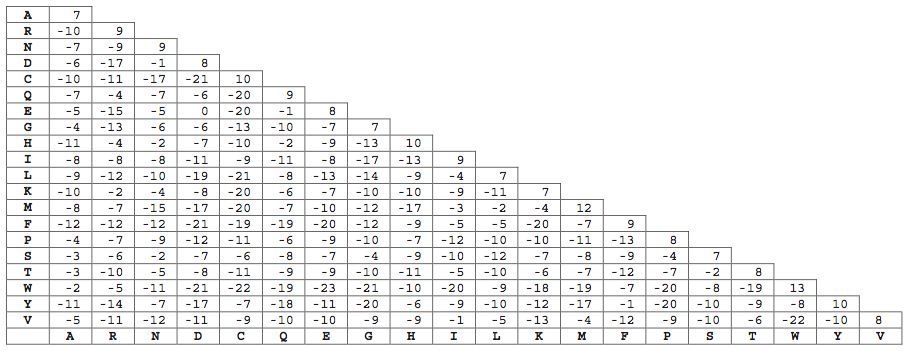 A 7
R -10 9
N -7 -9 9
D -6 -17 -1 8
C -10 -11 -17 -21 10
Q -7 -4 -7 -6 -20 9
E -5 -15 -5 0 -20 -1 8
G -4 -13 -6 -6 -13 -10 -7 7
H -11 -4 -2 -7 -10 -2 -9 -13 10
I -8 -8 -8 -11 -9 -11 -8 -17 -13 9
L -9 -12 -10 -19 -21 -8 -13 -14 -9 -4 7
K -10 -2 -4 -8 -20 -6 -7 -10 -10 -9 -11 7
M -8 -7 -15 -17 -20 -7 -10 -12 -17 -3 -2 -4 12
F -12 -12 -12 -21 -19 -19 -20 -12 -9 -5 -5 -20 -7 9
P -4 -7 -9 -12 -11 -6 -9 -10 -7 -12 -10 -10 -11 -13 8
S -3 -6 -2 -7 -6 -8 -7 -4 -9 -10 -12 -7 -8 -9 -4 7
T -3 -10 -5 -8 -11 -9 -9 -10 -11 -5 -10 -6 -7 -12 -7 -2 8
W -2 -5 -11 -21 -22 -19 -23 -21 -10 -20 -9 -18 -19 -7 -20 -8 -19 13
Y -11 -14 -7 -17 -7 -18 -11 -20 -6 -9 -10 -12 -17 -1 -20 -10 -9 -8 10
V -5 -11 -12 -11 -9 -10 -10 -9 -9 -1 -5 -13 -4 -12 -9 -10 -6 -22 -10 8
A R N D C Q E G H I L K M F P S T W Y V